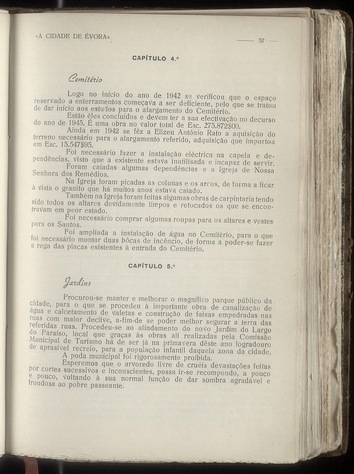 «A CIDADE DE ÉVORA»
CAPÍTULO 4.º
Cemitério
Logo no início do ano de 1942 se verificou que o espaço
reservado a enterramentos começava a ser deficiente, pelo que se tratou
de dar início aos estudos para o alargamento do Cemitério.
Estão êles concluídos e devem ter a sua efectivação no decurso
do ano de 1943. É uma obra no valor total de Esc. 275.872$00.
Ainda em 1942 se fêz a Elizeu António Rato a aquisição do
terreno necessário para o alargamento referido, aquisição que importou
em Esc. 13.547$95.
Foi necessário fazer a instalação eléctrica na capela e de-
pendências, visto que a existente estava inutilisada e incapaz de servir.
Foram caiadas algumas dependências e a Igreja de Nossa
Senhora dos Remédios.
Na Igreja foram picadas as colunas e os arcos, de forma a ficar
à vista o granito que há muitos anos estava caiado.
Também na Igreja foram feitas algumas obras de carpintaria tendo
sido todos os altares devidamente limpos e retocados os que se encon-
travam em peor estado.
Foi necessário comprar algumas roupas para os altares e vestes
para os Santos.
Foi ampliada a instalação de água no Cemitério, para o que
foi necessário montar duas bôcas de incêncio, de forma a poder-se fazer
a rega das placas existentes à entrada do Cemitério.
CAPÍTULO 5.º
Jardins
Procurou-se manter e melhorar o magnífico parque público da
cidade, para o que se procedeu à importante obra de canalização de
água e calcetamento de valetas e construção de faixas empedradas nas
ruas com maior declive, a-fim-de se poder melhor segurar a terra das
referidas ruas. Procedeu-se ao alindamento do novo Jardim do Largo
do Paraíso, local que graças às obras ali realizadas pela Comissão
Municipal de Turismo há de ser já na primavera dêste ano logradouro
de aprasível recreio, para a população infantil daquela zona da cidade.
A poda municipal foi rigorosamente proibida.
Esperemos que o arvoredo livre de cruéis devastações feitas
por cortes sucessivos e inconscientes, possa ir-se recompondo, a pouco
e pouco, voltando à sua normal função de dar sombra agradável e
frondosa ao pobre passeante.